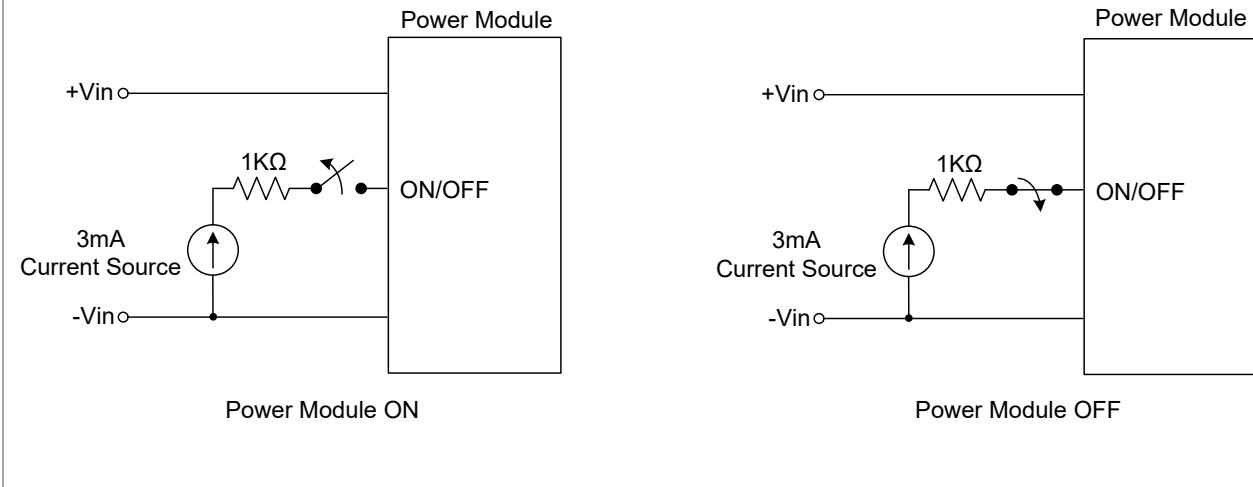 Power Module
+Vin
1KΩ
ON/OFF
3mA
Current Source
-Vin
Power Module ON
Power Module
+Vin
1KΩ
ON/OFF
3mA
Current Source
-Vin
Power Module OFF